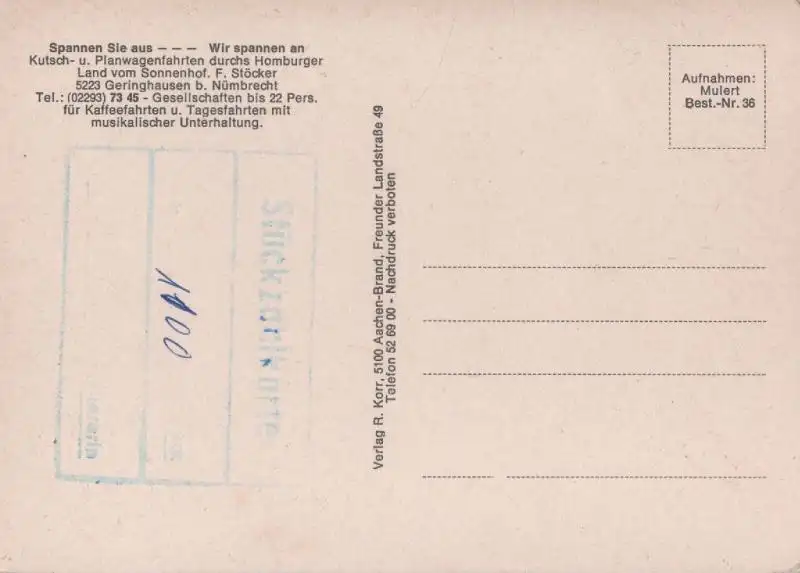 Spannen Sie aus – – – Wir spannen an
Kutsch- u. Planwagenfahrten durchs Homburger
Land vom Sonnenhof. F. Stöcker
5223 Geringhausen b. Nümbrecht
Tel.: (02293) 73 45 - Gesellschaften bis 22 Pers.
für Kaffeefahrten u. Tagesfahrten mit
musikalischer Unterhaltung.
Stückzahlkarte
1100
Verlag R. Korr, 5100 Aachen-Brand, Freunder Landstraße 49
Telefon 52 69 00 - Nachdruck verboten
Aufnahmen:
Mulert
Best.-Nr. 36